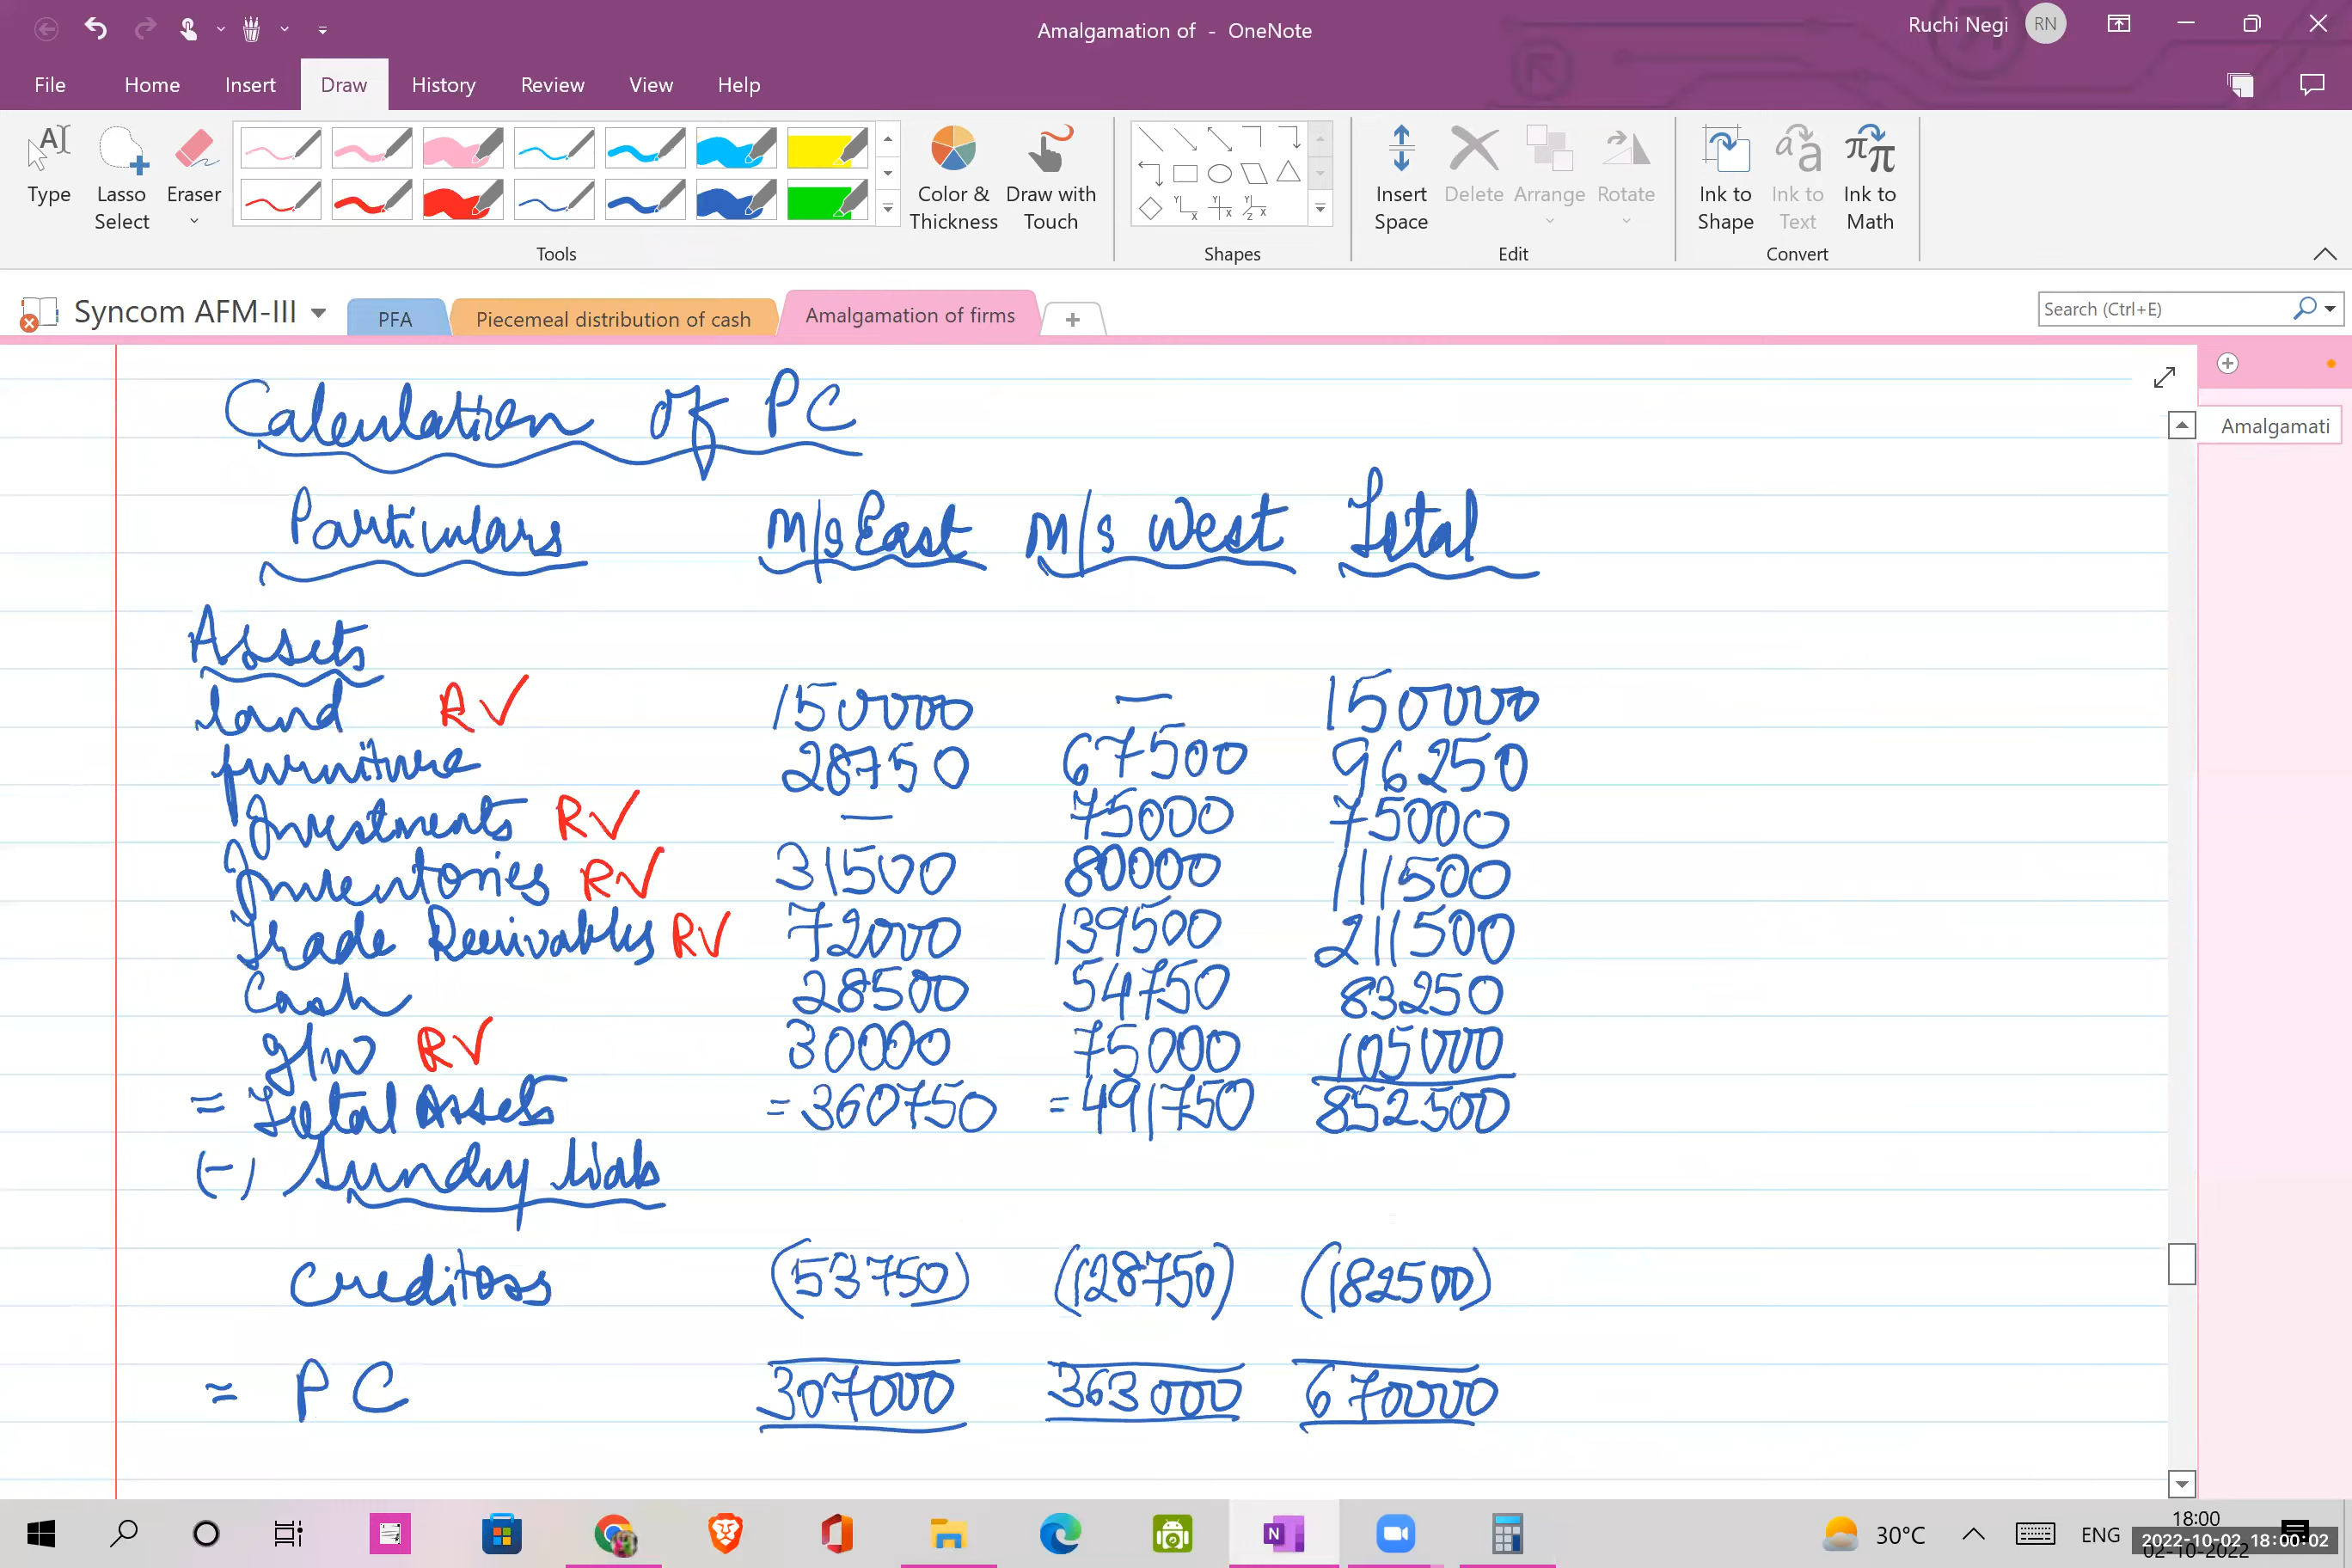 Amalgamation of - OneNote
Ruchi Negi RN
File Home Insert Draw History Review View Help
Type Lasso Select Eraser Color & Thickness Draw with Touch Insert Space Delete Arrange Rotate Ink to Shape Ink to Text Ink to Math
Tools Shapes Edit Convert
Syncom AFM-III PFA Piecemeal distribution of cash Amalgamation of firms + Search (Ctrl+E)
Amalgamati
Calculation of PC
Particulars M/s East M/s West Total
Assets
land RV 150000 — 150000
furniture 28750 67500 96250
Investments RV — 75000 75000
Inventories RV 31500 80000 111500
Trade Receivables RV 72000 139500 211500
Cash 28500 54750 83250
g/w RV 30000 75000 105000
= Total Assets = 360750 = 491750 852500
(-) Sundry liabs
Creditors (53750) (128750) (182500)
= PC 307000 363000 670000
30°C ENG 18:00
2022-10-02 18:00:02
02-10-2022